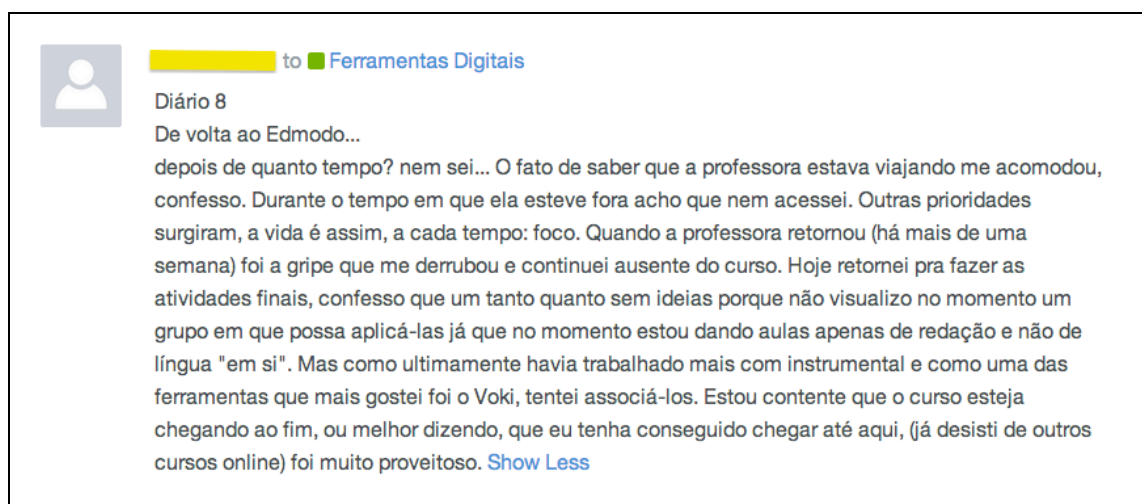 to Ferramentas Digitais
Diário 8
De volta ao Edmodo...
depois de quanto tempo? nem sei... O fato de saber que a professora estava viajando me acomodou,
confesso. Durante o tempo em que ela esteve fora acho que nem acessei. Outras prioridades
surgiram, a vida é assim, a cada tempo: foco. Quando a professora retornou (há mais de uma
semana) foi a gripe que me derrubou e continuei ausente do curso. Hoje retornei pra fazer as
atividades finais, confesso que um tanto quanto sem ideias porque não visualizo no momento um
grupo em que possa aplicá-las já que no momento estou dando aulas apenas de redação e não de
língua "em si". Mas como ultimamente havia trabalhado mais com instrumental e como uma das
ferramentas que mais gostei foi o Voki, tentei associá-los. Estou contente que o curso esteja
chegando ao fim, ou melhor dizendo, que eu tenha conseguido chegar até aqui, (já desisti de outros
cursos online) foi muito proveitoso. Show Less